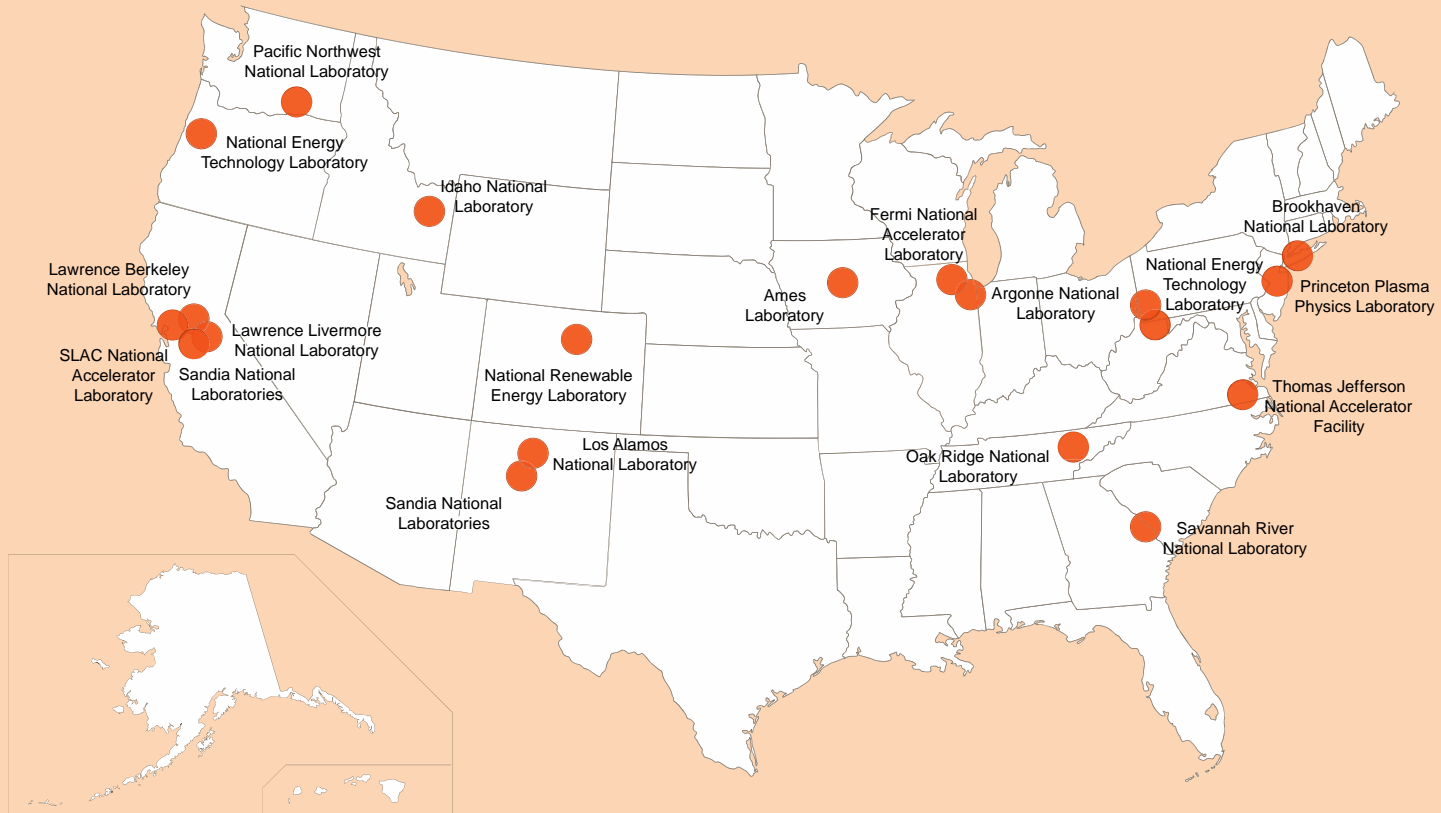 Pacific Northwest
National Laboratory
National Energy
Technology Laboratory
Idaho National
Laboratory
Lawrence Berkeley
National Laboratory
Lawrence Livermore
National Laboratory
SLAC National
Accelerator
Laboratory
Sandia National
Laboratories
National Renewable
Energy Laboratory
Los Alamos
National Laboratory
Sandia National
Laboratories
Ames
Laboratory
Fermi National
Accelerator
Laboratory
Argonne National
Laboratory
National Energy
Technology
Laboratory
Brookhaven
National Laboratory
Princeton Plasma
Physics Laboratory
Thomas Jefferson
National Accelerator
Facility
Oak Ridge National
Laboratory
Savannah River
National Laboratory